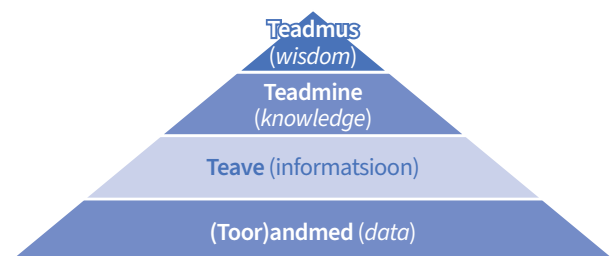 Teadmus
(wisdom)
Teadmine
(knowledge)
Teave (informatsioon)
(Toor)andmed (data)